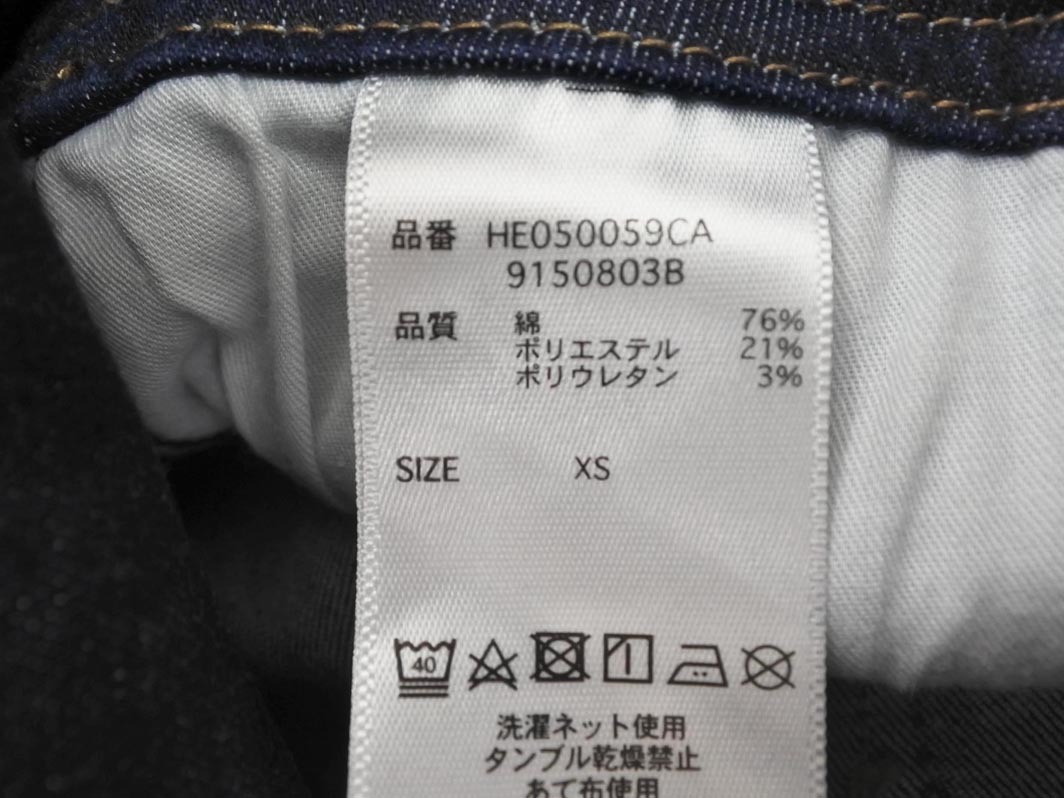 品番 HE050059CA
9150803B
品質 綿 76%
ポリエステル 21%
ポリウレタン 3%
SIZE XS
40
洗濯ネット使用
タンブル乾燥禁止
あて布使用